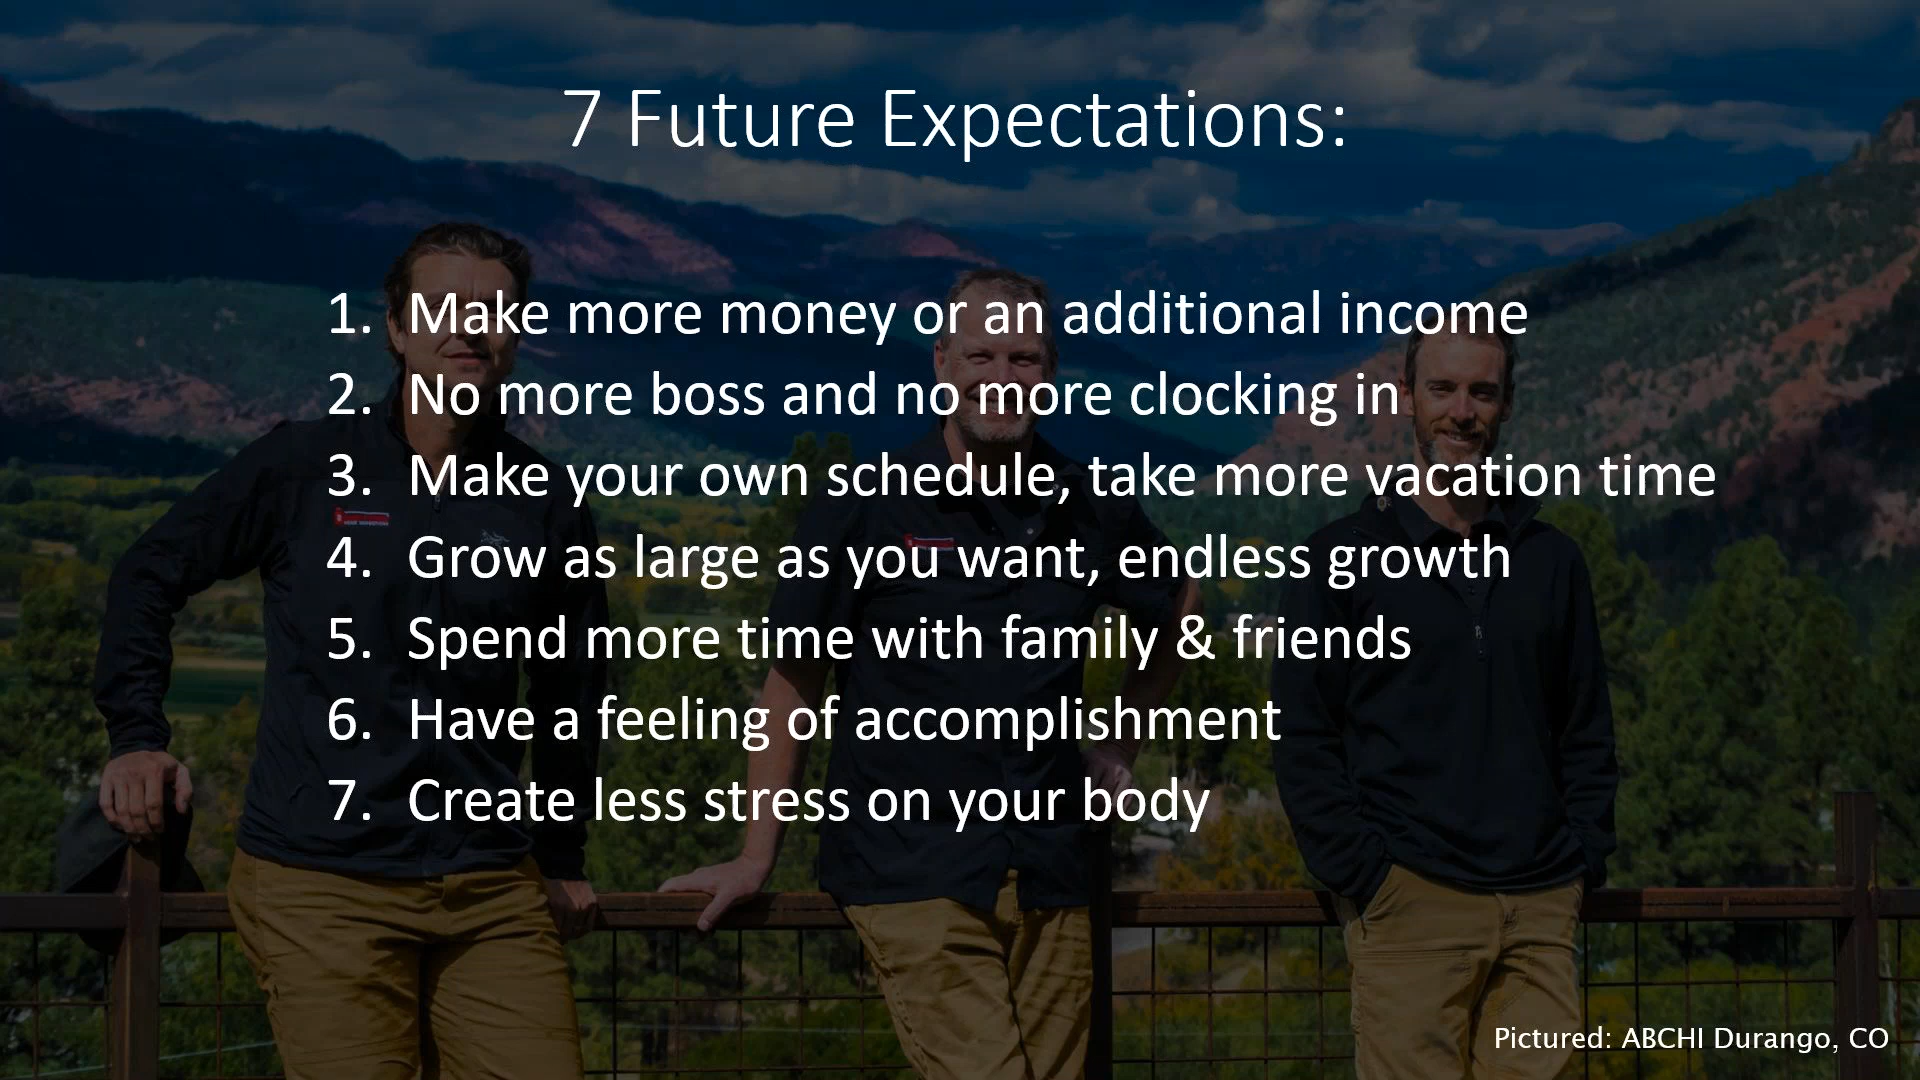 7 Future Expectations:
1. Make more money or an additional income
2. No more boss and no more clocking in
3. Make your own schedule, take more vacation time
4. Grow as large as you want, endless growth
5. Spend more time with family & friends
6. Have a feeling of accomplishment
7. Create less stress on your body
Pictured: ABCHI Durango, CO